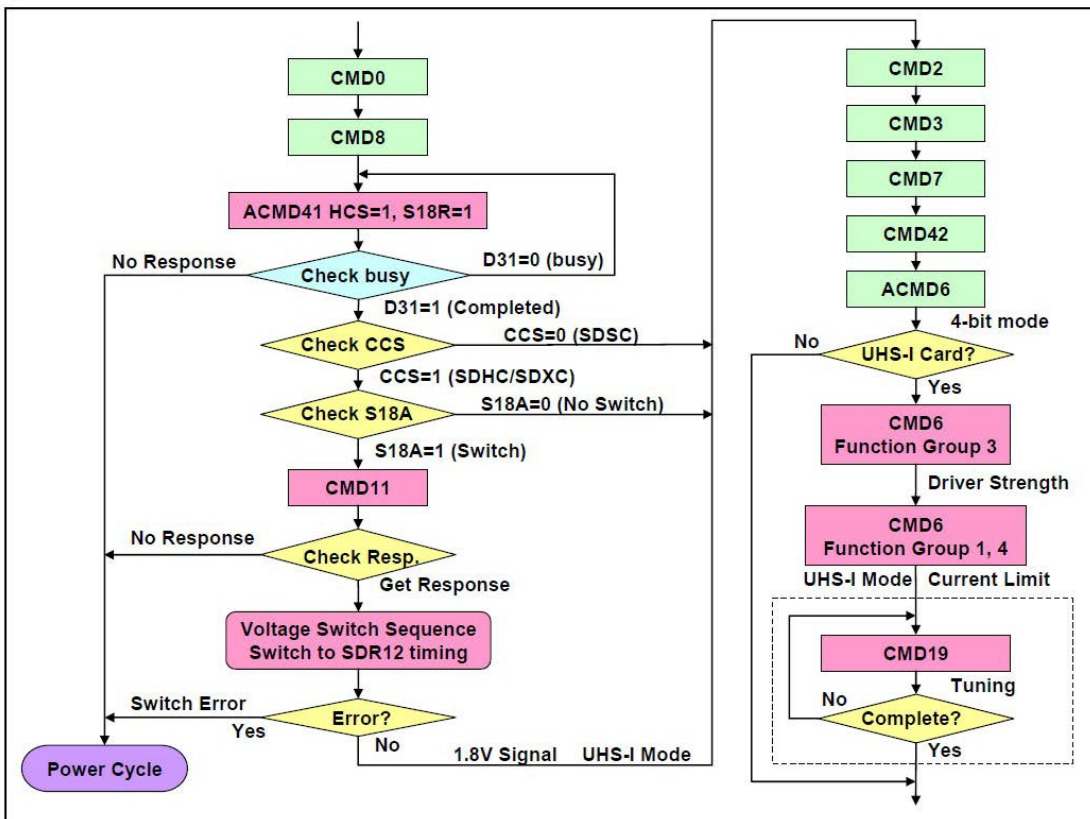 CMD0
CMD8
ACMD41 HCS=1, S18R=1
No Response
D31=0 (busy)
Check busy
D31=1 (Completed)
Check CCS
CCS=0 (SDSC)
CCS=1 (SDHC/SDXC)
Check S18A
S18A=0 (No Switch)
S18A=1 (Switch)
CMD11
No Response
Check Resp.
Get Response
Voltage Switch Sequence
Switch to SDR12 timing
Switch Error
Error?
Yes
No
1.8V Signal UHS-I Mode
Power Cycle
CMD2
CMD3
CMD7
CMD42
ACMD6
4-bit mode
No
UHS-I Card?
Yes
CMD6
Function Group 3
Driver Strength
CMD6
Function Group 1, 4
UHS-I Mode Current Limit
CMD19
Tuning
No
Complete?
Yes